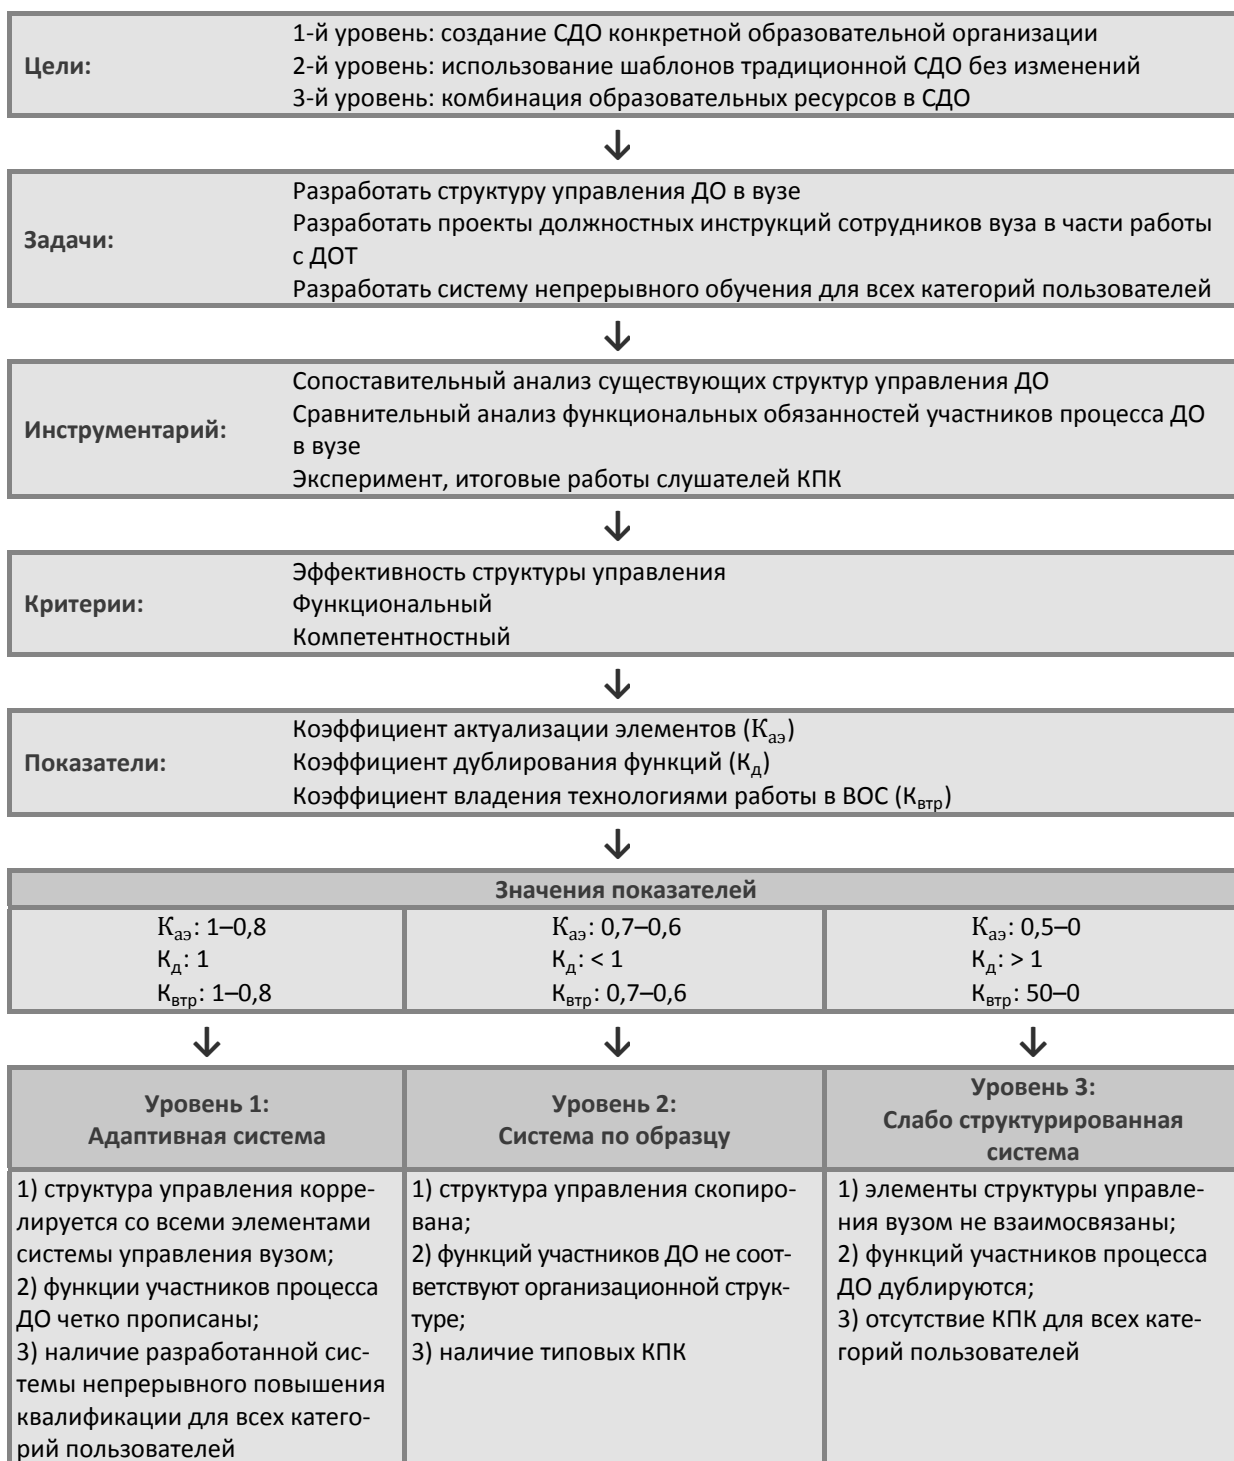 Цели:
1-й уровень: создание СДО конкретной образовательной организации
2-й уровень: использование шаблонов традиционной СДО без изменений
3-й уровень: комбинация образовательных ресурсов в СДО
↓
Задачи:
Разработать структуру управления ДО в вузе
Разработать проекты должностных инструкций сотрудников вуза в части работы
с ДОТ
Разработать систему непрерывного обучения для всех категорий пользователей
↓
Инструментарий:
Сопоставительный анализ существующих структур управления ДО
Сравнительный анализ функциональных обязанностей участников процесса ДО
в вузе
Эксперимент, итоговые работы слушателей КПК
↓
Критерии:
Эффективность структуры управления
Функциональный
Компетентностный
↓
Показатели:
Коэффициент актуализации элементов (Kаэ)
Коэффициент дублирования функций (Кд)
Коэффициент владения технологиями работы в ВОС (Квтр)
↓
Значения показателей
Kаэ: 1–0,8
Кд: 1
Квтр: 1–0,8
Kаэ: 0,7–0,6
Кд: < 1
Квтр: 0,7–0,6
Kаэ: 0,5–0
Кд: > 1
Квтр: 50–0
↓ ↓ ↓
Уровень 1:
Адаптивная система
Уровень 2:
Система по образцу
Уровень 3:
Слабо структурированная
система
1) структура управления корре-
лируется со всеми элементами
системы управления вузом;
2) функции участников процесса
ДО четко прописаны;
3) наличие разработанной сис-
темы непрерывного повышения
квалификации для всех катего-
рий пользователей
1) структура управления скопиро-
вана;
2) функций участников ДО не соот-
ветствуют организационной струк-
туре;
3) наличие типовых КПК
1) элементы структуры управле-
ния вузом не взаимосвязаны;
2) функций участников процесса
ДО дублируются;
3) отсутствие КПК для всех кате-
горий пользователей